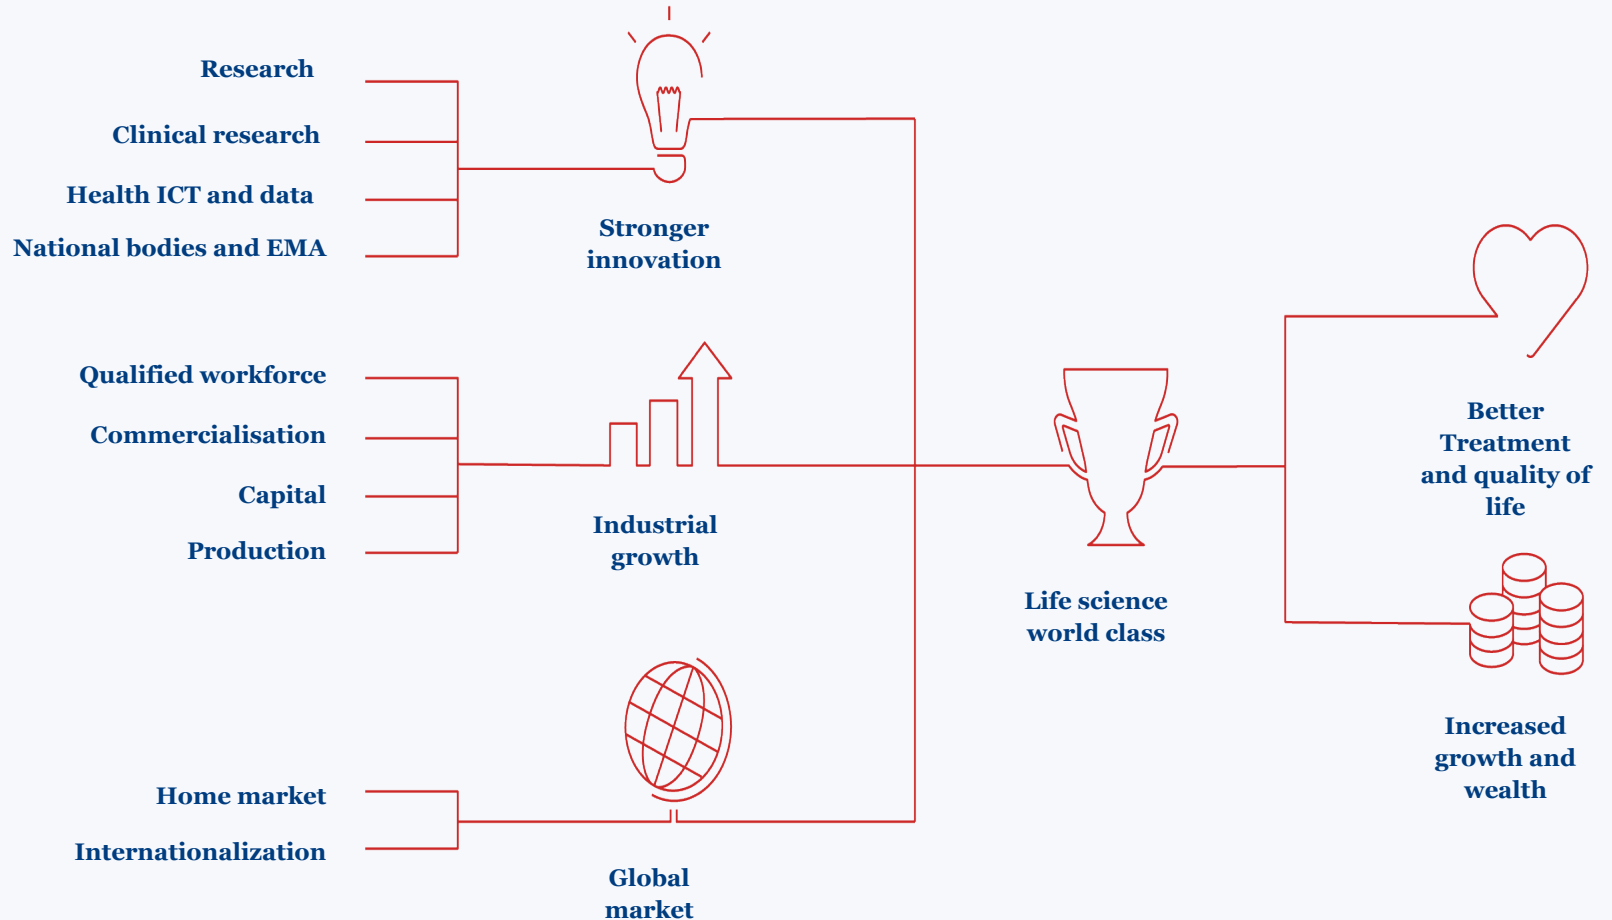 Research
Clinical research
Health ICT and data
National bodies and EMA
Stronger
innovation
Qualified workforce
Commercialisation
Capital
Production
Industrial
growth
Home market
Internationalization
Global
market
Life science
world class
Better
Treatment
and quality of
life
Increased
growth and
wealth